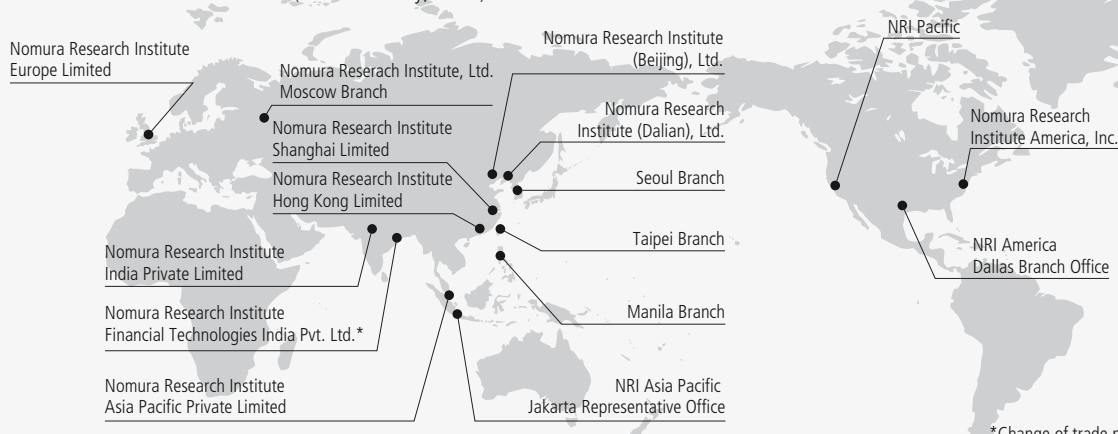 Nomura Research Institute
Europe Limited
Nomura Reserach Institute, Ltd.
Moscow Branch
Nomura Research Institute
Shanghai Limited
Nomura Research Institute
Hong Kong Limited
Nomura Research Institute
India Private Limited
Nomura Research Institute
Financial Technologies India Pvt. Ltd.*
Nomura Research Institute
Asia Pacific Private Limited
Nomura Research Institute
(Beijing), Ltd.
Nomura Research
Institute (Dalian), Ltd.
Seoul Branch
Taipei Branch
Manila Branch
NRI Asia Pacific
Jakarta Representative Office
NRI Pacific
Nomura Research
Institute America, Inc.
NRI America
Dallas Branch Office
*Change of trade